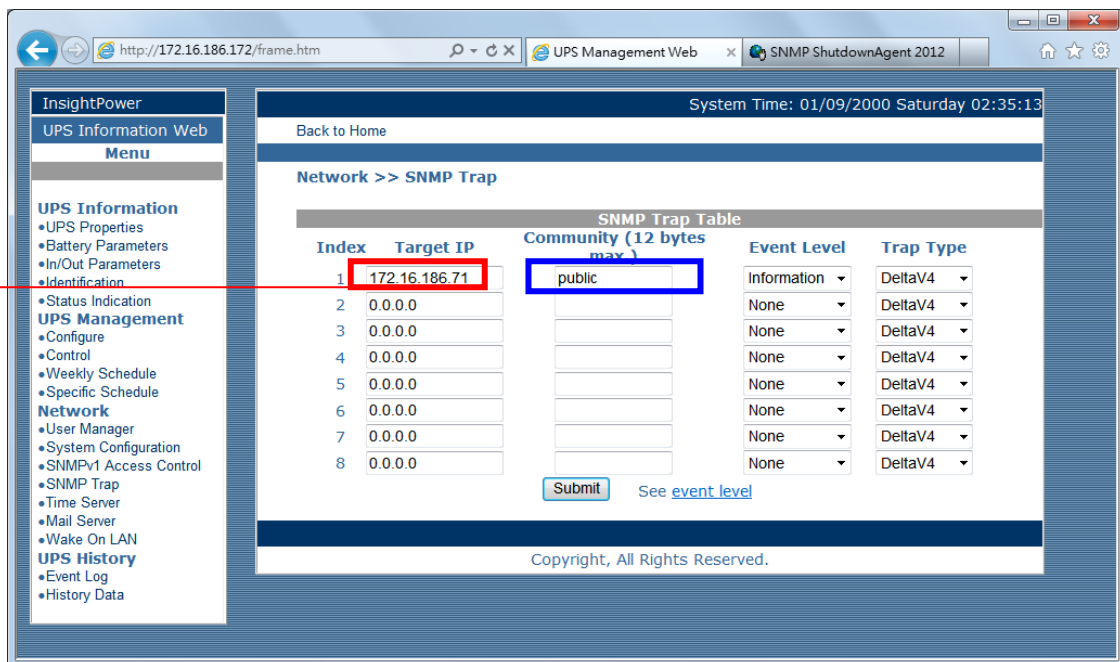 http://172.16.186.172/frame.htm
UPS Management Web
SNMP ShutdownAgent 2012
InsightPower
UPS Information Web
Menu
UPS Information
•UPS Properties
•Battery Parameters
•In/Out Parameters
•Identification
•Status Indication
UPS Management
•Configure
•Control
•Weekly Schedule
•Specific Schedule
Network
•User Manager
•System Configuration
•SNMPv1 Access Control
•SNMP Trap
•Time Server
•Mail Server
•Wake On LAN
UPS History
•Event Log
•History Data
System Time: 01/09/2000 Saturday 02:35:13
Back to Home
Network >> SNMP Trap
SNMP Trap Table
Index Target IP Community (12 bytes max.) Event Level Trap Type
1 172.16.186.71 public Information DeltaV4
2 0.0.0.0 None DeltaV4
3 0.0.0.0 None DeltaV4
4 0.0.0.0 None DeltaV4
5 0.0.0.0 None DeltaV4
6 0.0.0.0 None DeltaV4
7 0.0.0.0 None DeltaV4
8 0.0.0.0 None DeltaV4
Submit See event level
Copyright, All Rights Reserved.